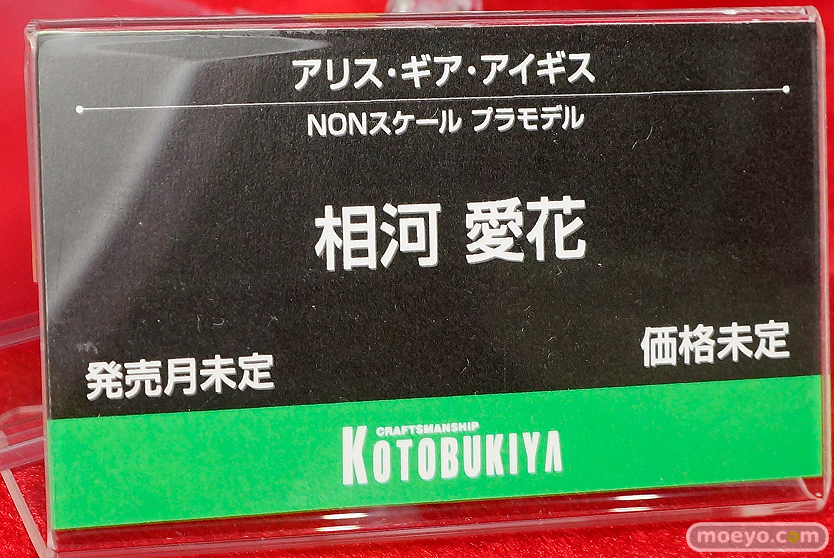 アリス・ギア・アイギス
NONスケール プラモデル
相河 愛花
発売月未定
価格未定
CRAFTSMANSHIP
KOTOBUKIYA
moeyo.com